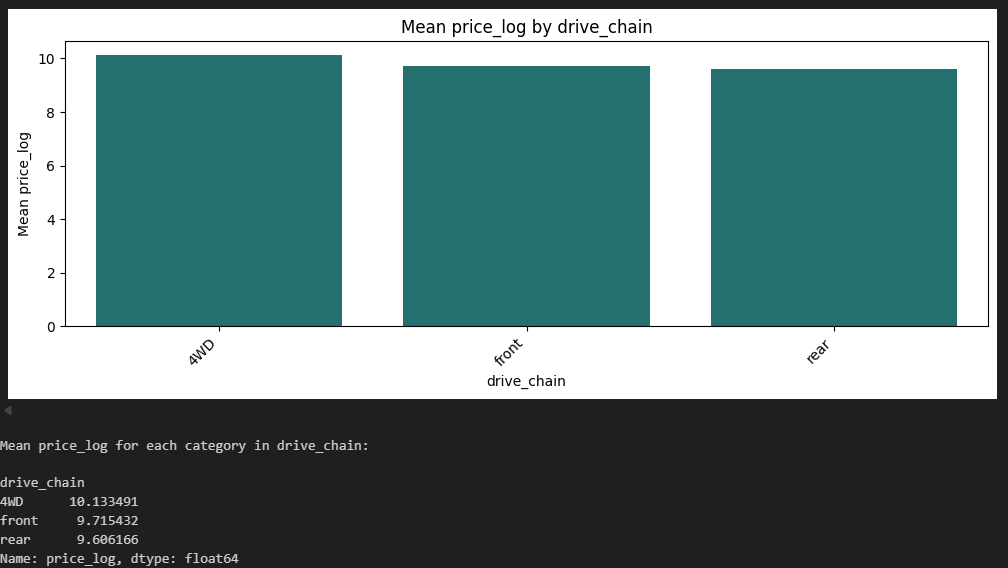 Mean price_log by drive_chain
Mean price_log
10
8
6
4
2
0
4WD
front
rear
drive_chain
Mean price_log for each category in drive_chain:
drive_chain
4WD      10.133491
front     9.715432
rear      9.606166
Name: price_log, dtype: float64